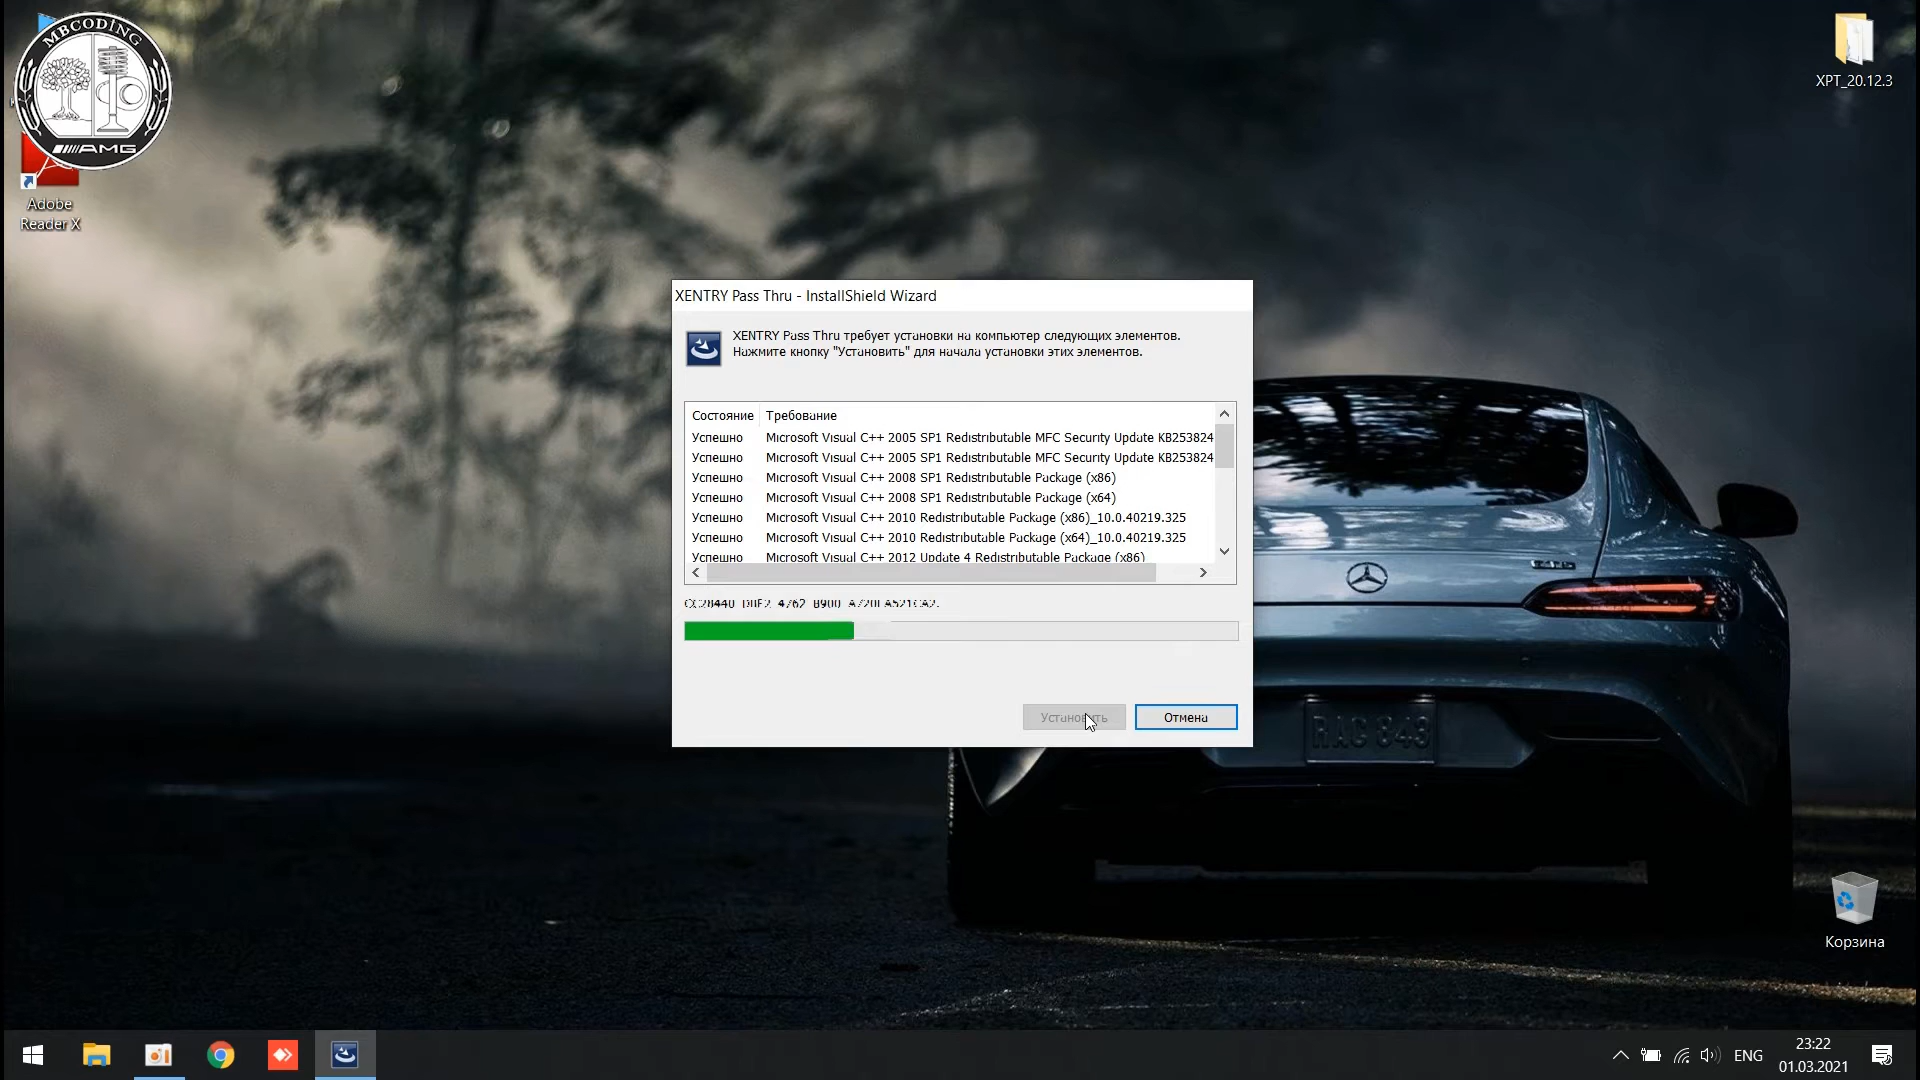 MBCODING
AMG
Adobe
Reader X
XPT_20.12.3
XENTRY Pass Thru - InstallShield Wizard
XENTRY Pass Thru требует установки на компьютер следующих элементов.
Нажмите кнопку "Установить" для начала установки этих элементов.
Состояние Требование
Успешно Microsoft Visual C++ 2005 SP1 Redistributable MFC Security Update KB253824
Успешно Microsoft Visual C++ 2005 SP1 Redistributable MFC Security Update KB253824
Успешно Microsoft Visual C++ 2008 SP1 Redistributable Package (x86)
Успешно Microsoft Visual C++ 2008 SP1 Redistributable Package (x64)
Успешно Microsoft Visual C++ 2010 Redistributable Package (x86)_10.0.40219.325
Успешно Microsoft Visual C++ 2010 Redistributable Package (x64)_10.0.40219.325
Успешно Microsoft Visual C++ 2012 Update 4 Redistributable Package (x86)
Установить Отмена
Корзина
ENG
23:22
01.03.2021